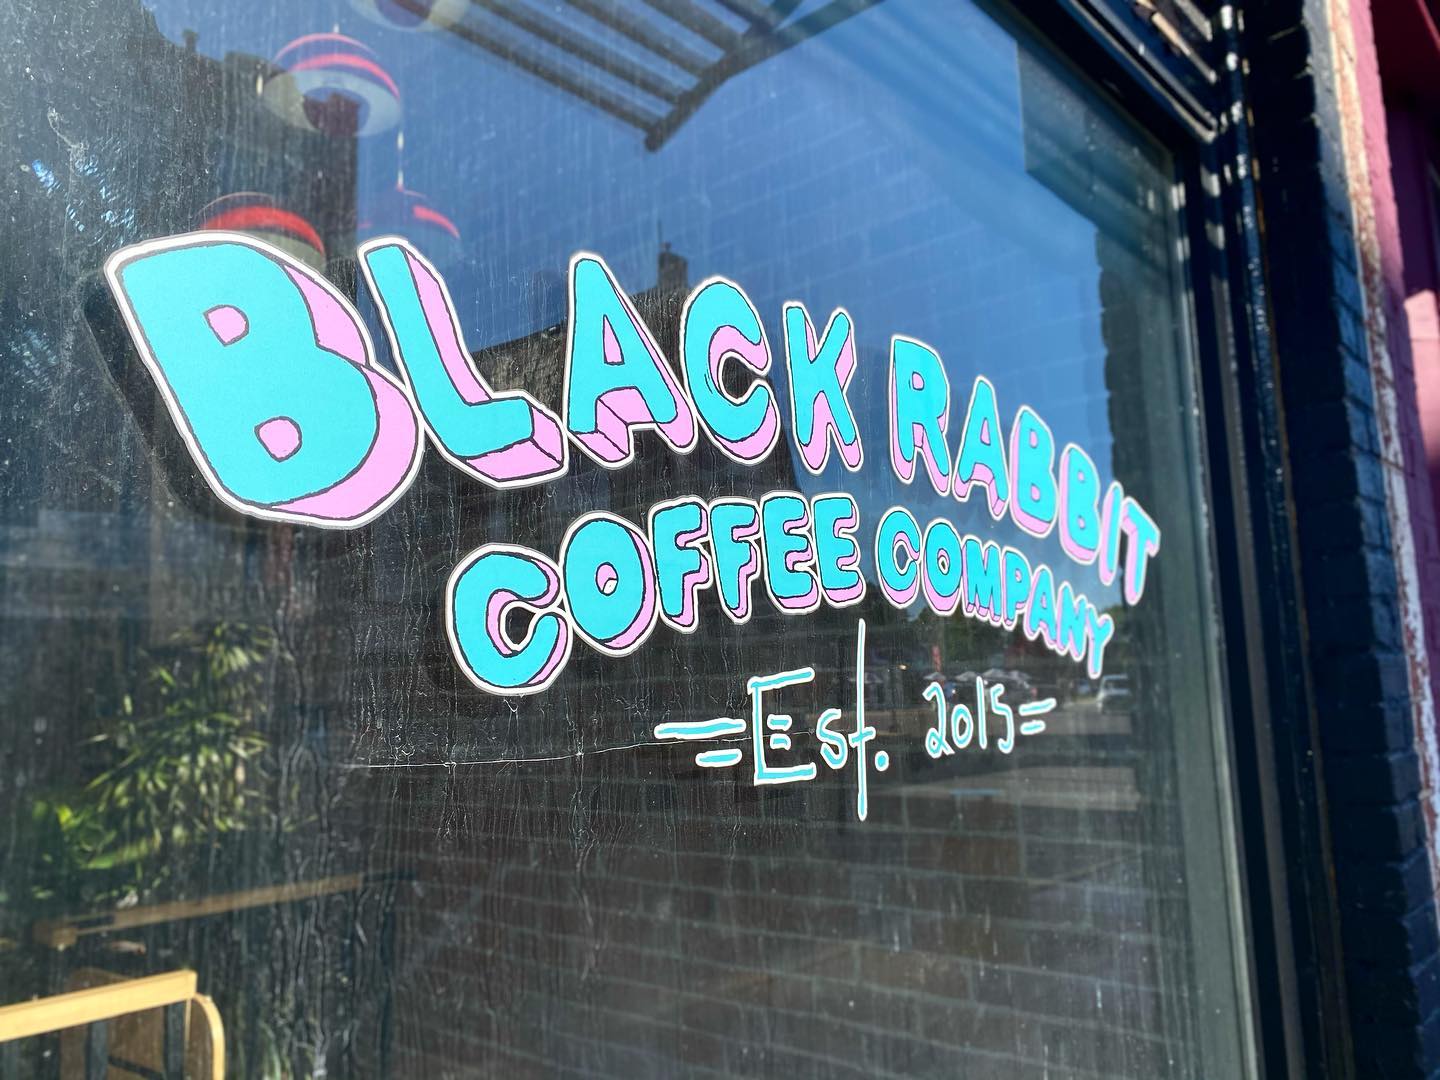 BLACK RABBIT
COFFEE COMPANY
Est. 2015